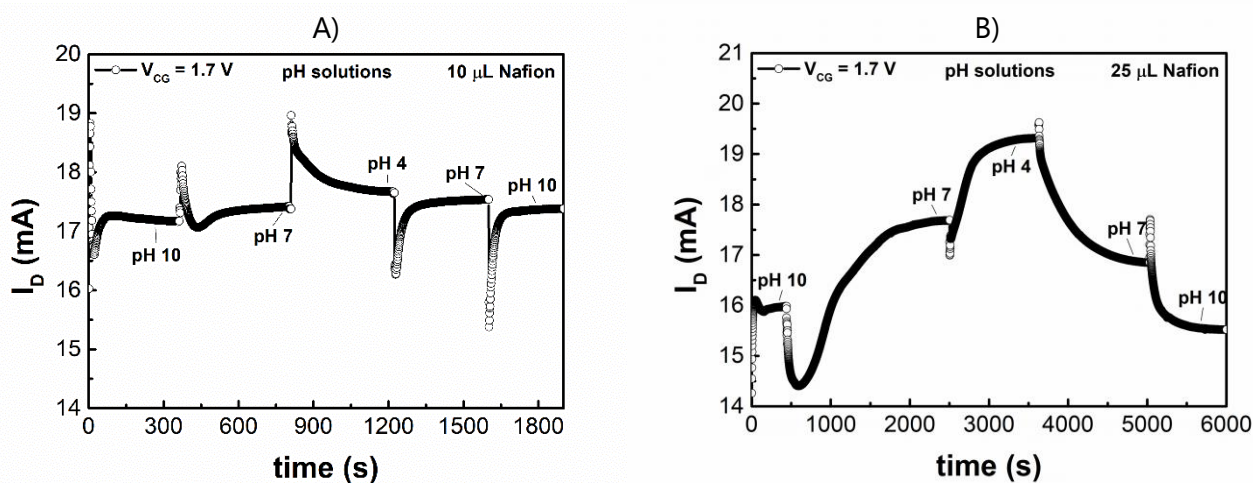 A)
V_CG = 1.7 V pH solutions 10 μL Nafion
20
19
18
17
16
15
14
I_D (mA)
pH 10
pH 7
pH 4
pH 7
pH 10
0 300 600 900 1200 1500 1800
time (s)
B)
V_CG = 1.7 V pH solutions 25 μL Nafion
21
20
19
18
17
16
15
14
I_D (mA)
pH 10
pH 7
pH 4
pH 7
pH 10
0 1000 2000 3000 4000 5000 6000
time (s)